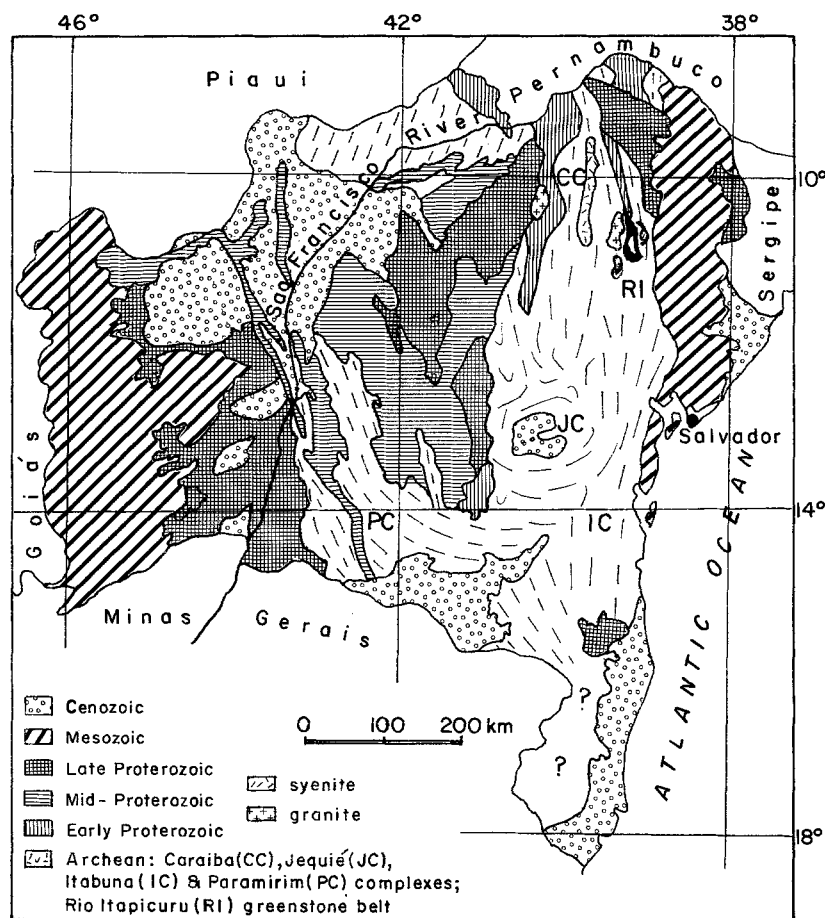 46° 42° 38°
Piaui
Pernambuco
River
Sao Francisco
10°
CC
Sergipe
RI
JC
Salvador
Goiás
PC
IC
14°
ATLANTIC OCEAN
Minas Gerais
?
?
18°
0 100 200 km
Cenozoic
Mesozoic
Late Proterozoic
Mid-Proterozoic
Early Proterozoic
syenite
granite
Archean: Caraiba(CC), Jequié(JC),
Itabuna(IC) & Paramirim(PC) complexes;
Rio Itapicuru(RI) greenstone belt